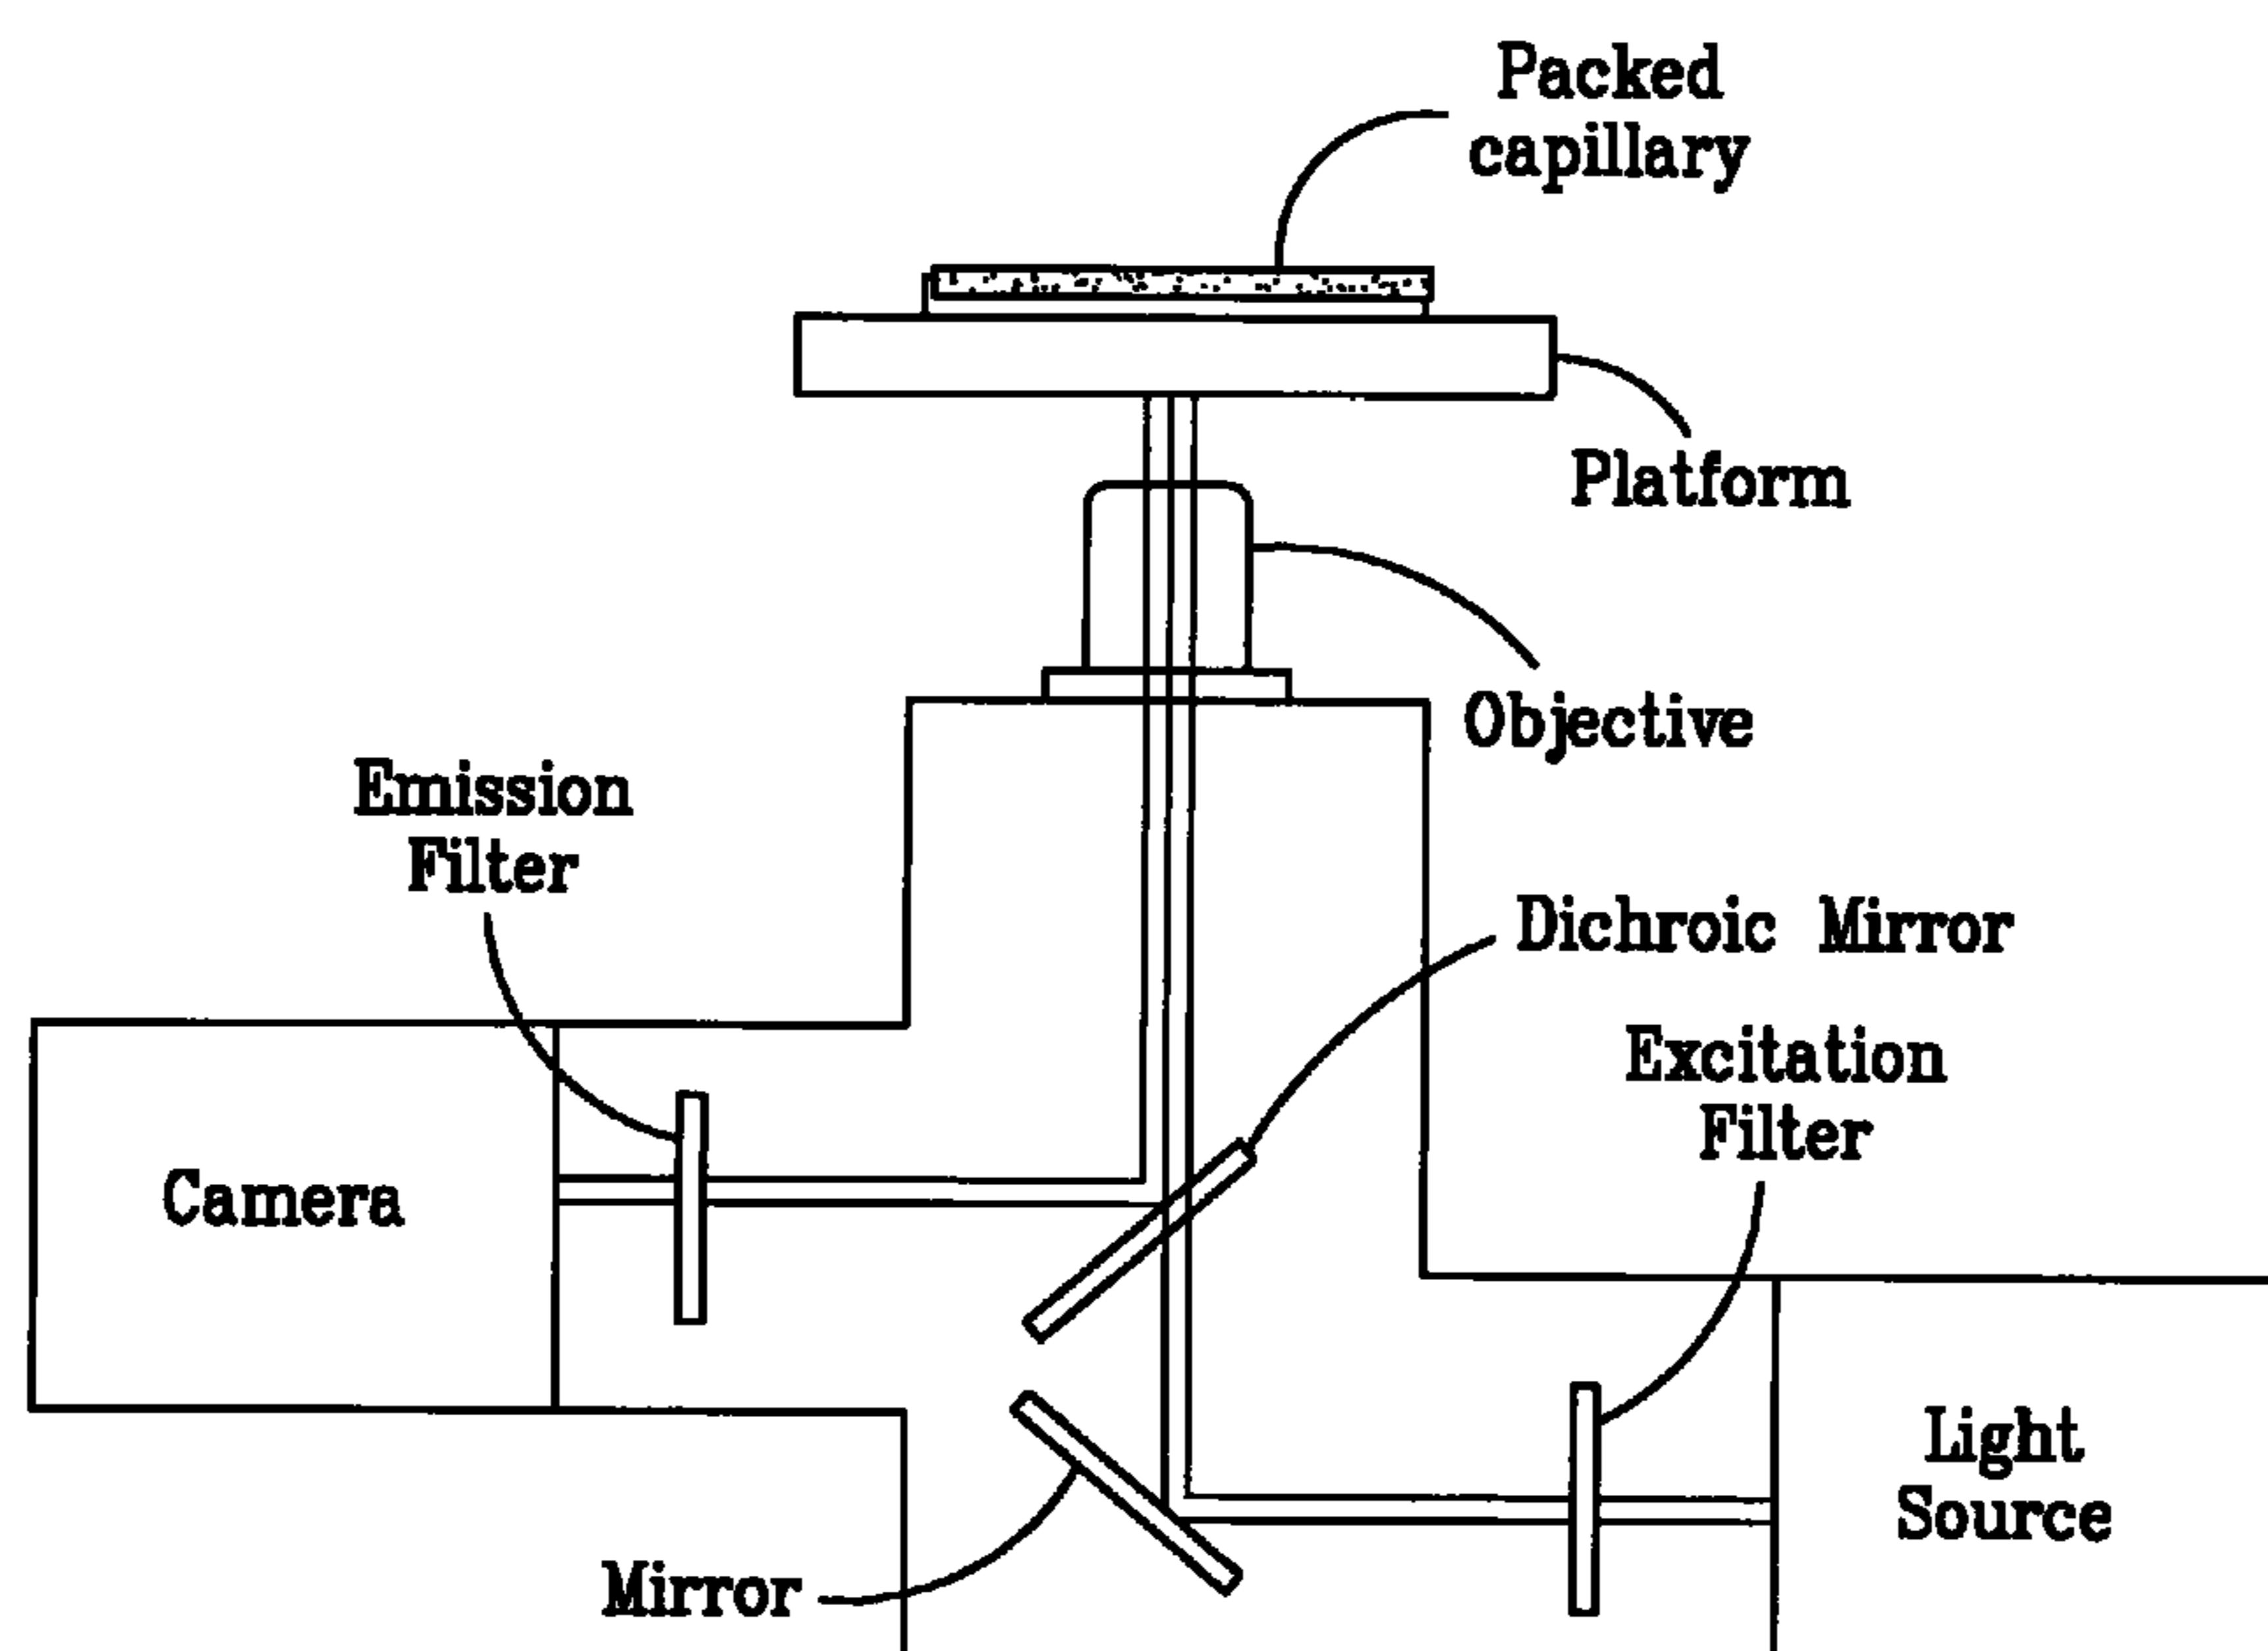 Packed
capillary
Platform
Objective
Emission
Filter
Dichroic Mirror
Excitation
Filter
Camera
Light
Source
Mirror